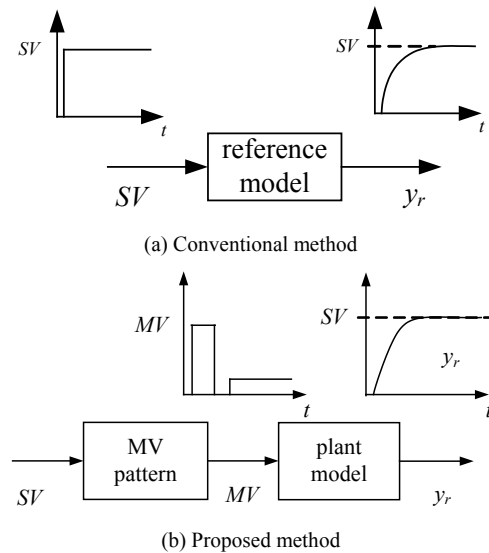 SV
t
SV
t
reference
model
SV
y_r
(a) Conventional method
MV
t
SV
y_r
t
MV
pattern
plant
model
SV
MV
y_r
(b) Proposed method